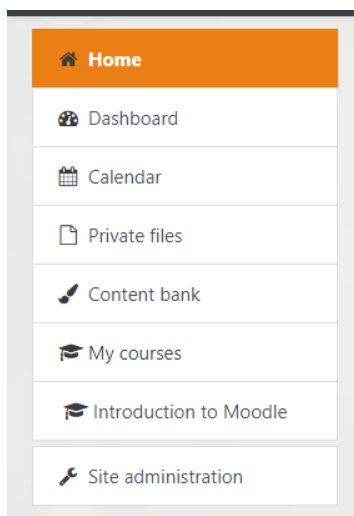 Home
Dashboard
Calendar
Private files
Content bank
My courses
Introduction to Moodle
Site administration